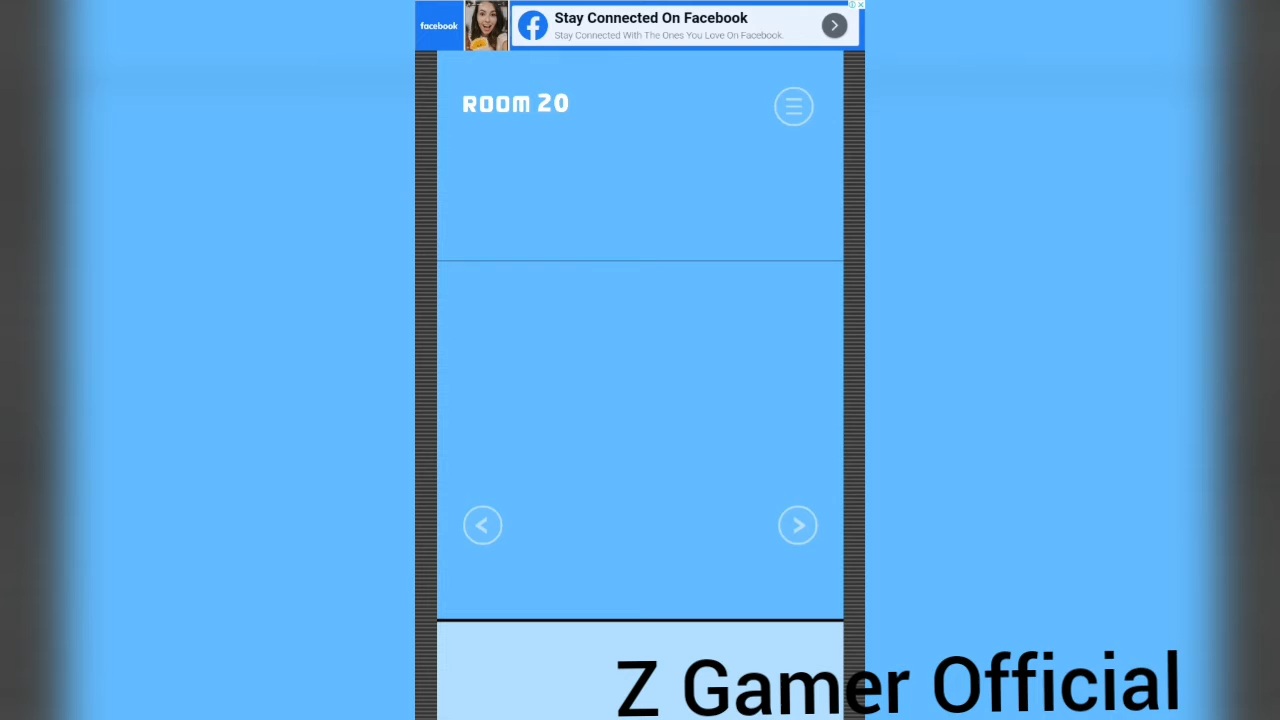 facebook
Stay Connected On Facebook
Stay Connected With The Ones You Love On Facebook.
ROOM 20
Z Gamer Official